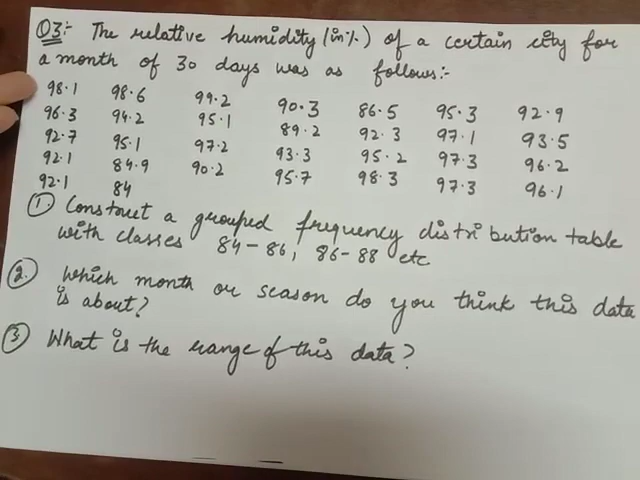 Q3:- The relative humidity (in%) of a certain city for
a month of 30 days was as follows:-
98.1 98.6 99.2 90.3 86.5 95.3 92.9
96.3 94.2 95.1 89.2 92.3 97.1 93.5
92.7 95.1 97.2 93.3 95.2 97.3 96.2
92.1 84.9 90.2 95.7 98.3 97.3 96.1
92.1 84
① Construct a grouped frequency distribution table
with classes 84-86, 86-88 etc
② Which month or season do you think this data
is about?
③ What is the range of this data?